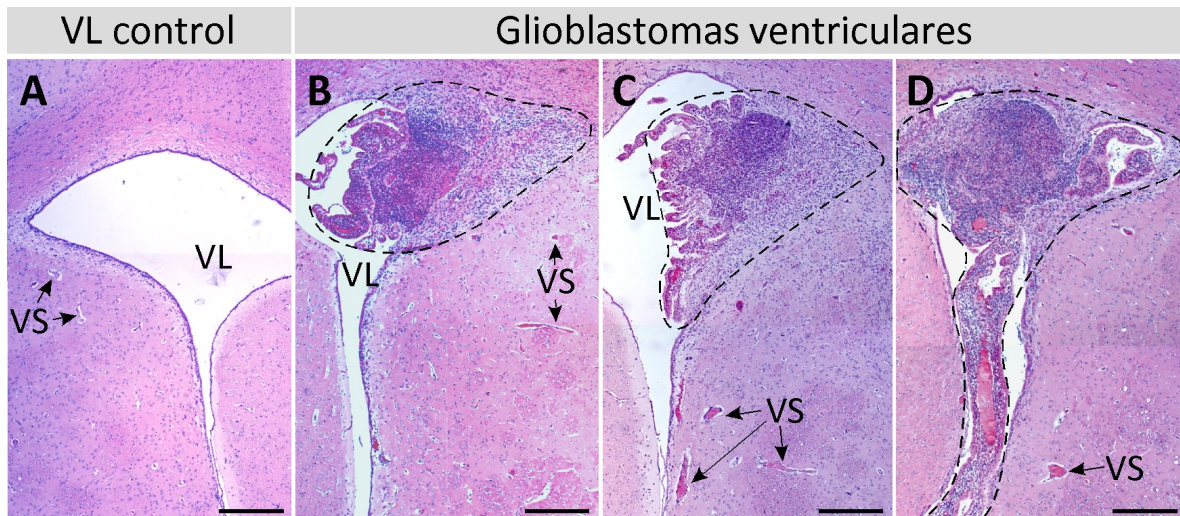 VL control
Glioblastomas ventriculares
A
VL
VS
B
VL
VS
C
VL
VS
D
VS